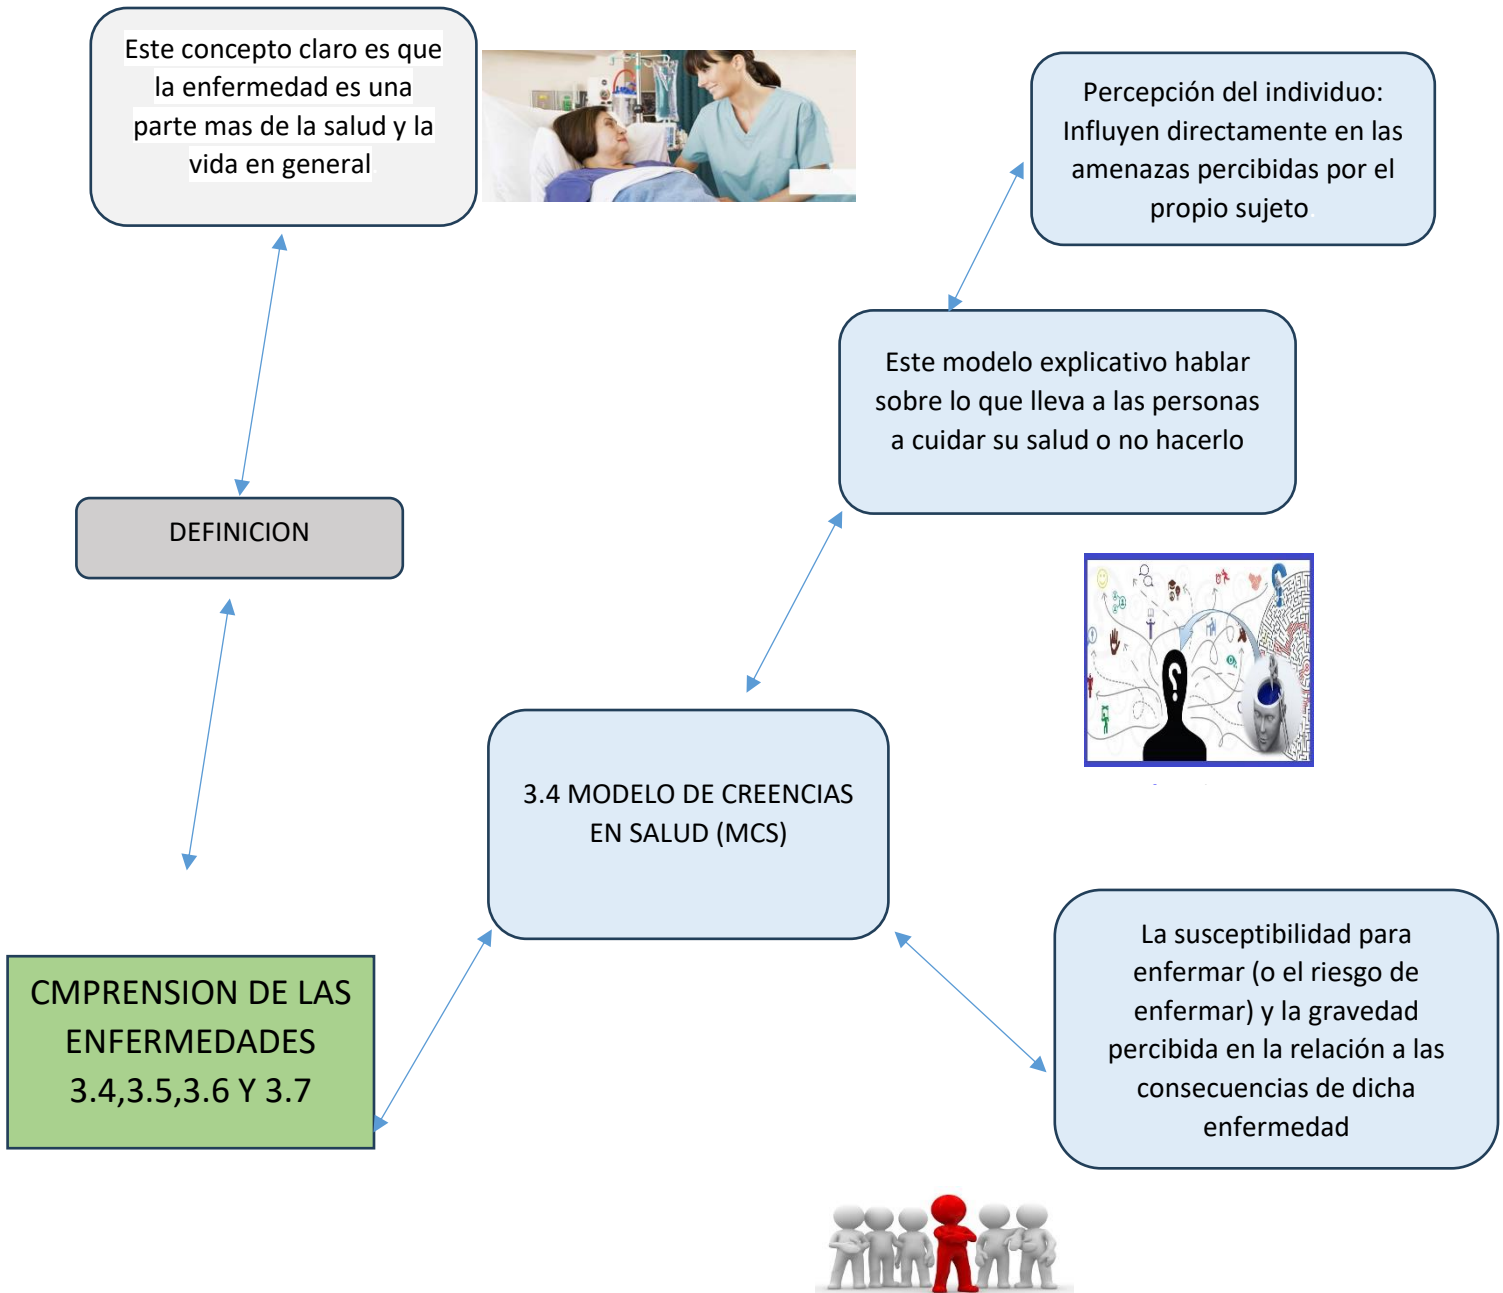 Este concepto claro es que
la enfermedad es una
parte mas de la salud y la
vida en general
Percepción del individuo:
Influyen directamente en las
amenazas percibidas por el
propio sujeto.
Este modelo explicativo hablar
sobre lo que lleva a las personas
a cuidar su salud o no hacerlo
DEFINICION
3.4 MODELO DE CREENCIAS
EN SALUD (MCS)
CMPRENSION DE LAS
ENFERMEDADES
3.4,3.5,3.6 Y 3.7
La susceptibilidad para
enfermar (o el riesgo de
enfermar) y la gravedad
percibida en la relación a las
consecuencias de dicha
enfermedad